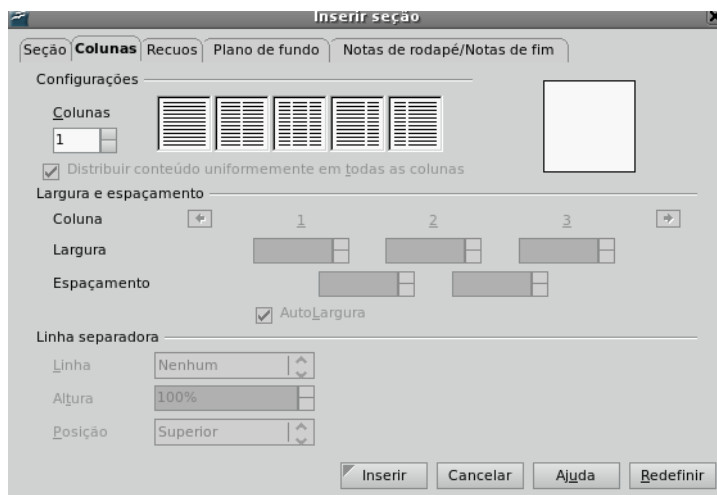 Inserir seção
Seção Colunas Recuos Plano de fundo Notas de rodapé/Notas de fim
Configurações
Colunas
1
Distribuir conteúdo uniformemente em todas as colunas
Largura e espaçamento
Coluna 1 2 3
Largura
Espaçamento
AutoLargura
Linha separadora
Linha Nenhum
Altura 100%
Posição Superior
Inserir Cancelar Ajuda Redefinir